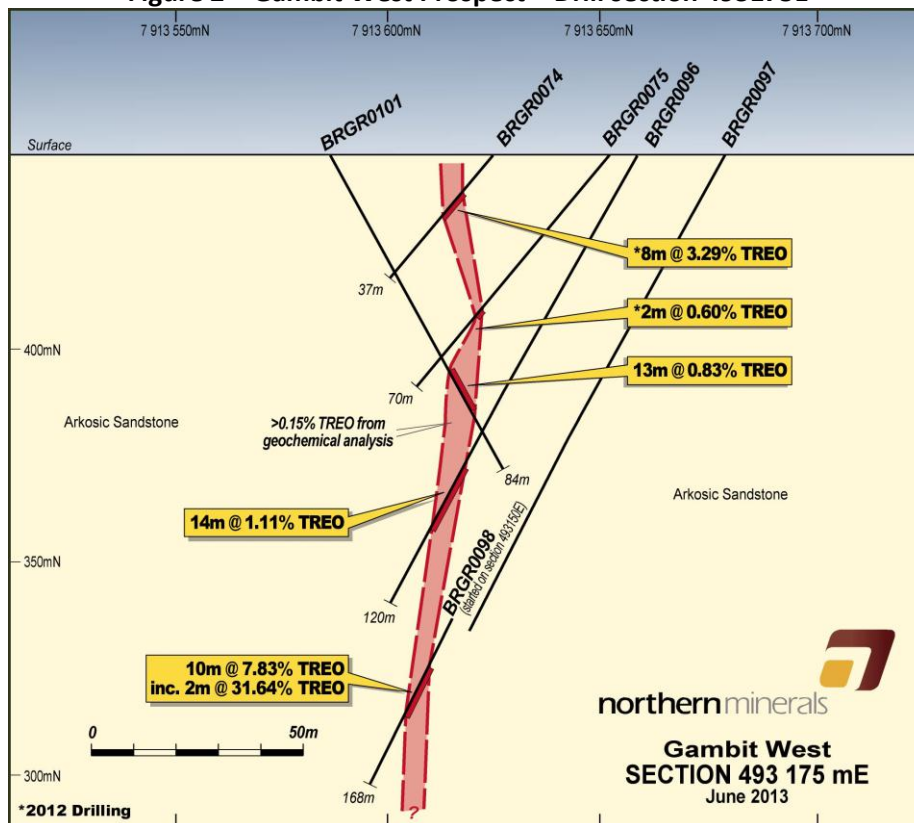 7 913 550mN
7 913 600mN
7 913 650mN
7 913 700mN
BRGR0101
BRGR0074
BRGR0075
BRGR0096
BRGR0097
Surface
*8m @ 3.29% TREO
37m
*2m @ 0.60% TREO
400mN
13m @ 0.83% TREO
70m
Arkosic Sandstone
>0.15% TREO from
geochemical analysis
84m
Arkosic Sandstone
14m @ 1.11% TREO
350mN
BRGR0098
(started on section 493150E)
120m
10m @ 7.83% TREO
inc. 2m @ 31.64% TREO
northernminerals
0
50m
Gambit West
SECTION 493 175 mE
June 2013
300mN
168m
?
*2012 Drilling